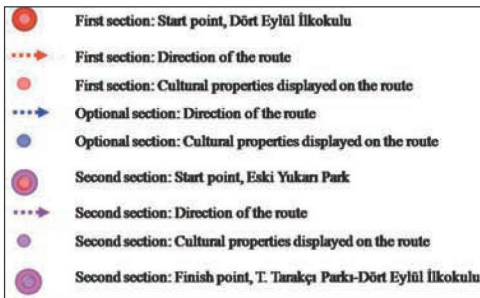 First section: Start point, Dört Eylül İlkokulu
First section: Direction of the route
First section: Cultural properties displayed on the route
Optional section: Direction of the route
Optional section: Cultural properties displayed on the route
Second section: Start point, Eski Yukarı Park
Second section: Direction of the route
Second section: Cultural properties displayed on the route
Second section: Finish point, T. Tarakçı Parkı-Dört Eylül İlkokulu